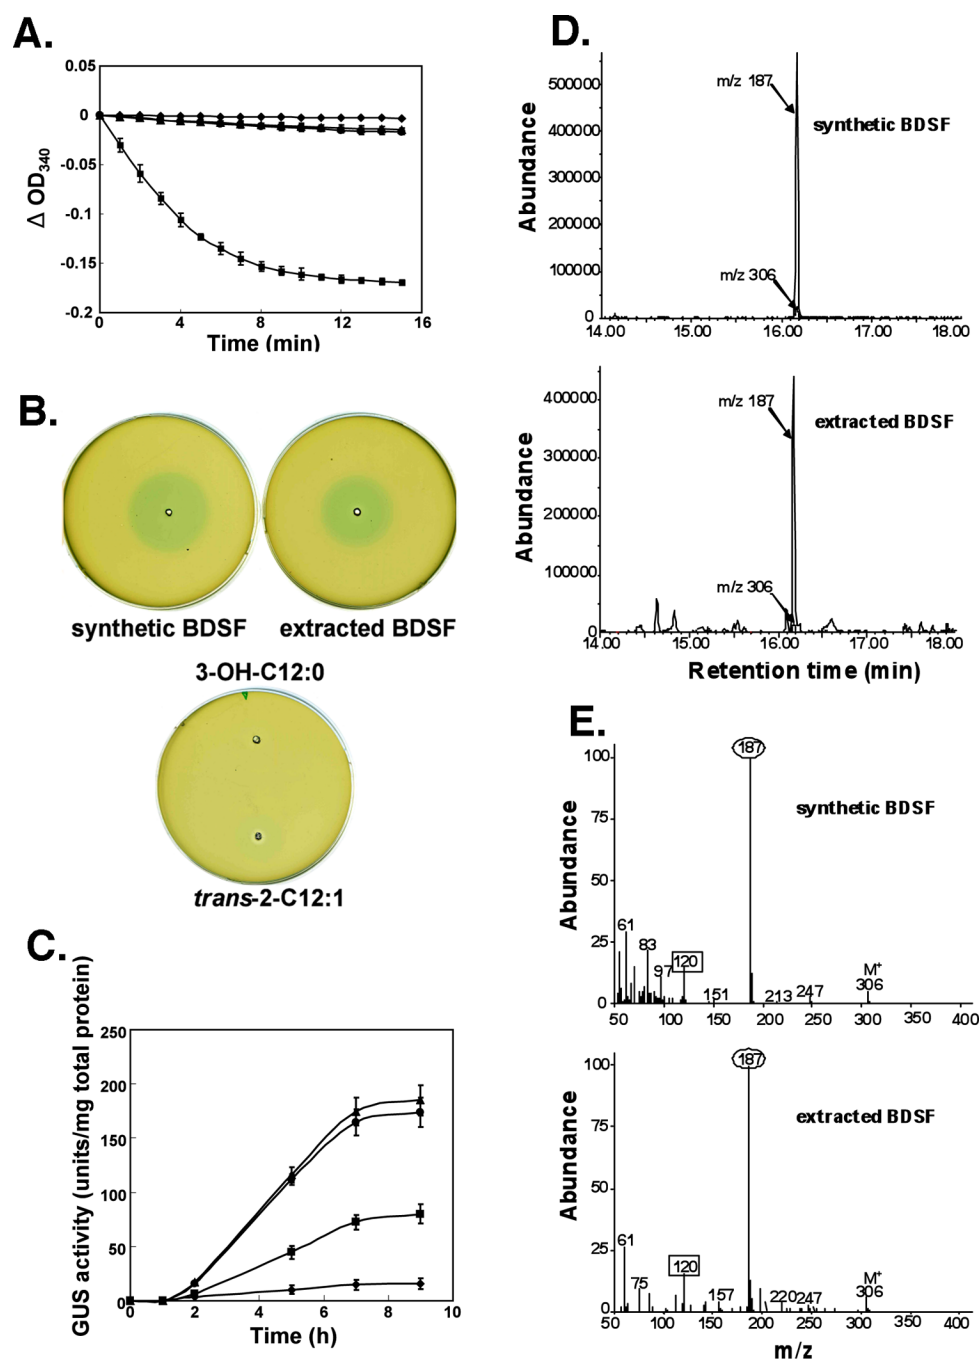 A.
0.05
0
-0.05
-0.1
-0.15
-0.2
Δ OD340
0 4 8 12 16
Time (min)
B.
synthetic BDSF extracted BDSF
3-OH-C12:0
trans-2-C12:1
C.
GUS activity (units/mg total protein)
250
200
150
100
50
0
0 2 4 6 8 10
Time (h)
D.
Abundance
500000
400000
300000
200000
100000
0
m/z 187
synthetic BDSF
m/z 306
14.00 15.00 16.00 17.00 18.00
Abundance
400000
300000
200000
100000
0
m/z 187
extracted BDSF
m/z 306
14.00 15.00 16.00 17.00 18.00
Retention time (min)
E.
Abundance
100
75
50
25
0
187
synthetic BDSF
61
83
97
120
151
213
247
M+
306
50 100 150 200 250 300 350 400
Abundance
100
75
50
25
0
187
extracted BDSF
61
75
120
157
220
247
M+
306
50 100 150 200 250 300 350 400
m/z